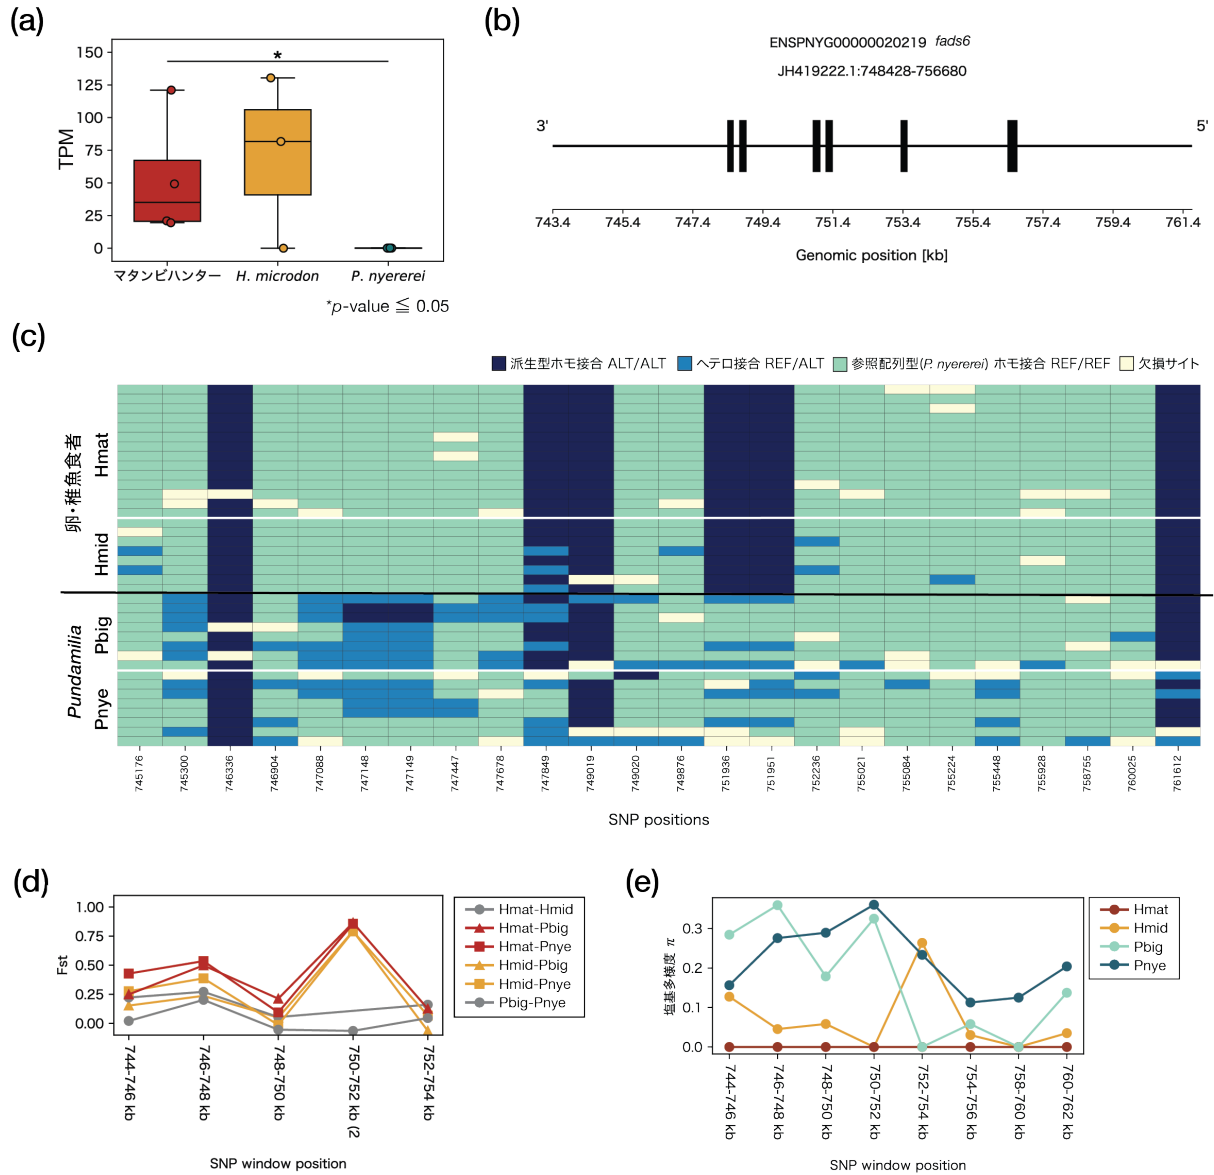 (a)
150
125
100
75
50
25
0
TPM
*
マタンビハンター
H. microdon
P. nyererei
*p-value ≦ 0.05
(b)
ENSPNYG00000020219 fads6
JH419222.1:748428-756680
3'
5'
743.4 745.4 747.4 749.4 751.4 753.4 755.4 757.4 759.4 761.4
Genomic position [kb]
(c)
派生型ホモ接合 ALT/ALT
ヘテロ接合 REF/ALT
参照配列型(P. nyererei) ホモ接合 REF/REF
欠損サイト
卵・稚魚食者
Hmat
Hmid
Pundamilia
Pbig
Pnye
745176
745300
746336
746904
747088
747148
747149
747447
747678
747849
749019
749020
749876
751936
751951
752236
755021
755084
755224
755448
755928
758755
760025
761612
SNP positions
(d)
1.00
0.75
0.50
0.25
0.00
Fst
744-746 kb
746-748 kb
748-750 kb
750-752 kb (2
752-754 kb
SNP window position
Hmat-Hmid
Hmat-Pbig
Hmat-Pnye
Hmid-Pbig
Hmid-Pnye
Pbig-Pnye
(e)
0.3
0.2
0.1
0.0
塩基多様度 π
744-746 kb
746-748 kb
748-750 kb
750-752 kb
752-754 kb
754-756 kb
758-760 kb
760-762 kb
SNP window position
Hmat
Hmid
Pbig
Pnye